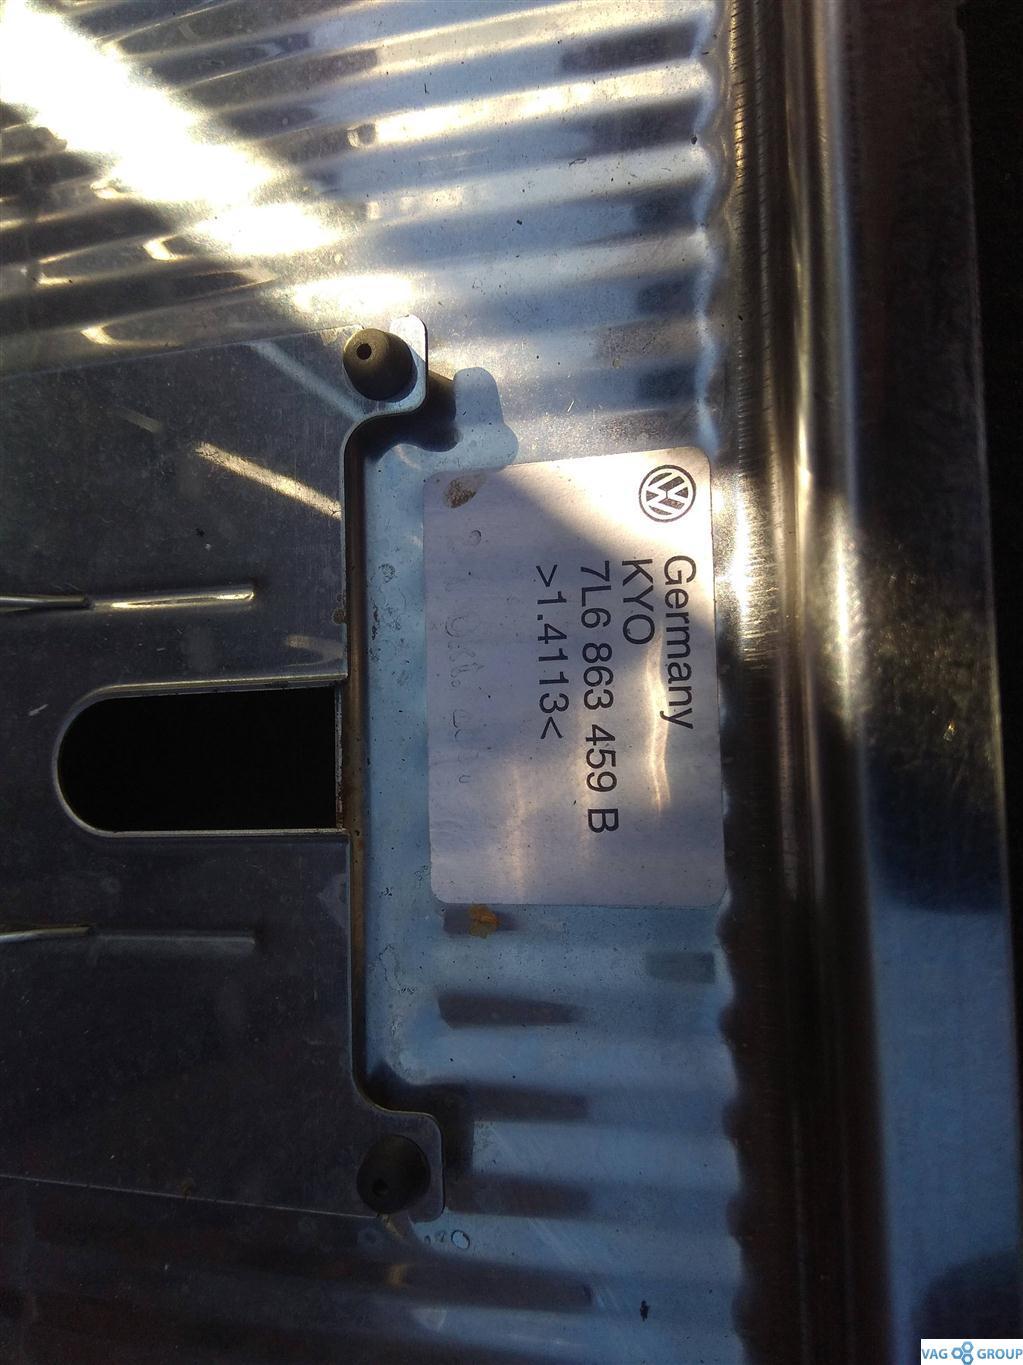 Germany
KYO
7L6 863 459 B
>1.4113<
VAG GROUP